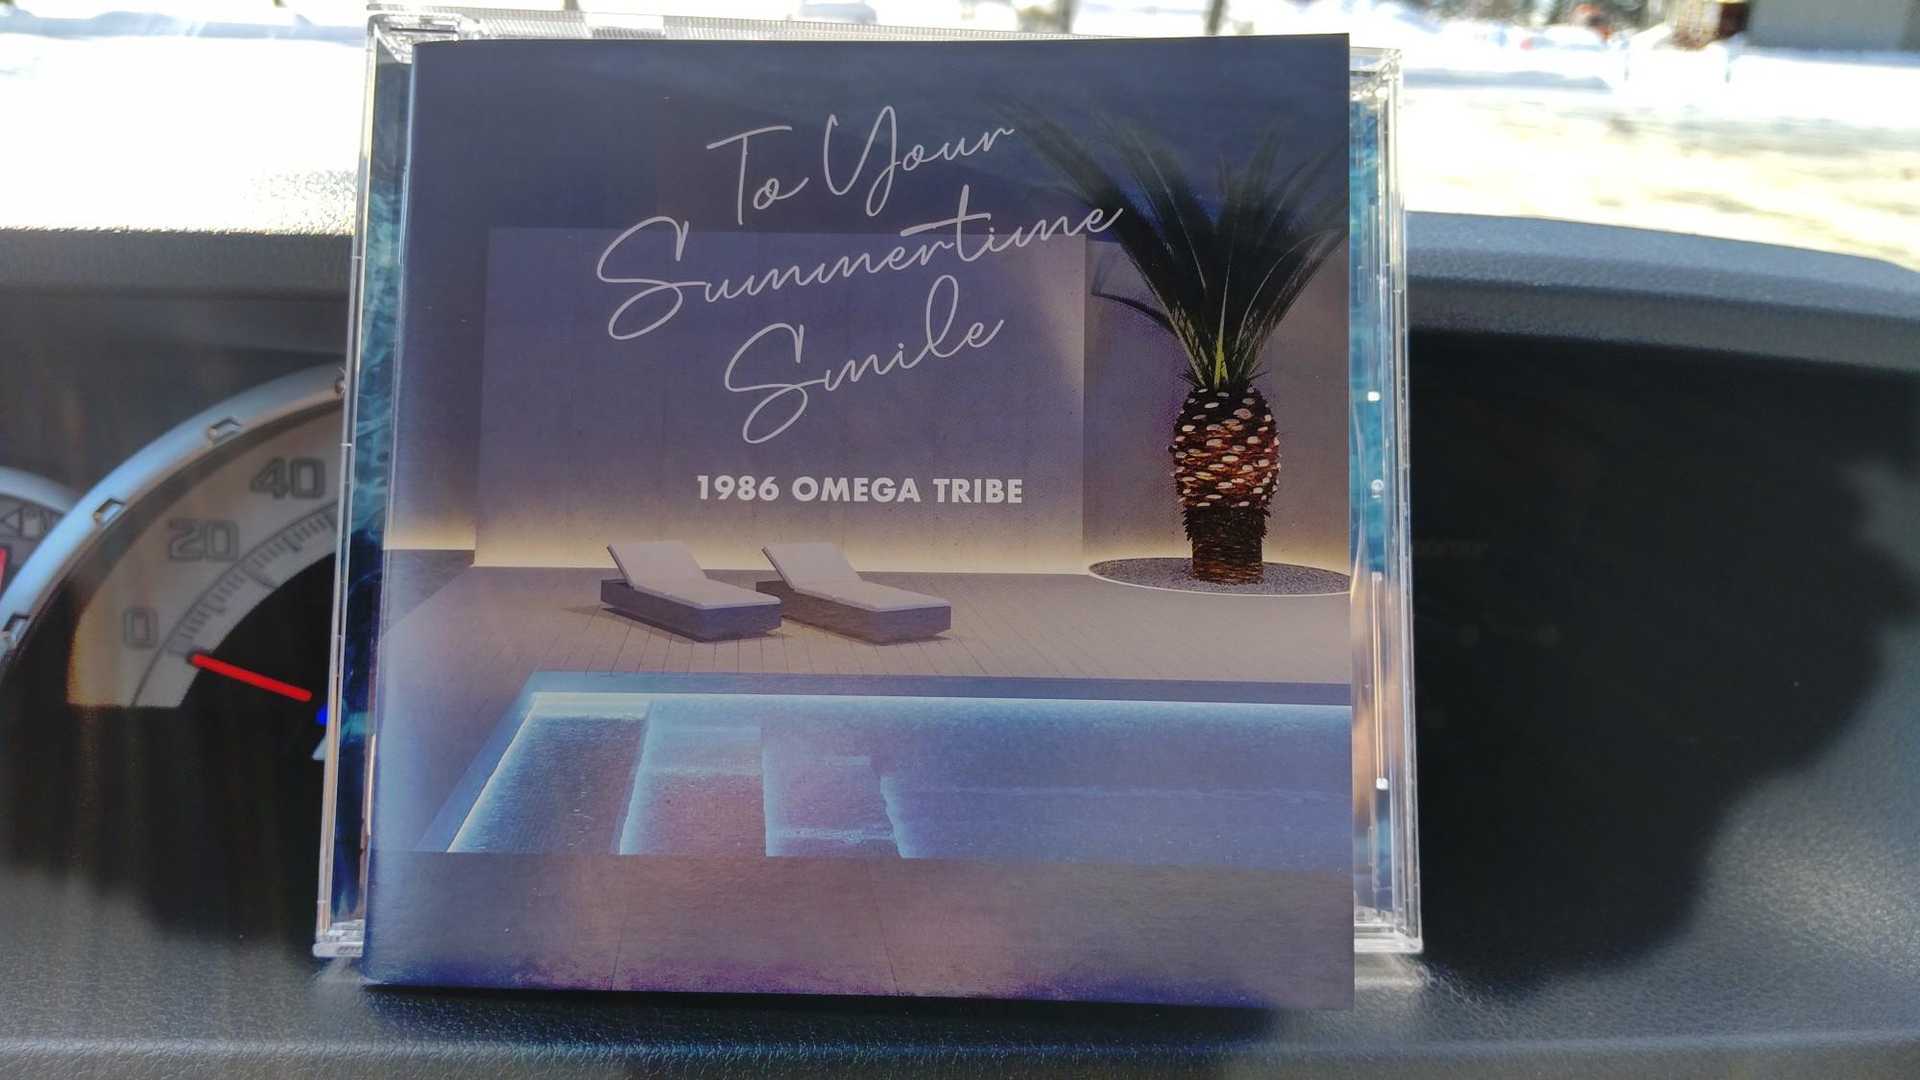 To Your
Summertime
Smile
1986 OMEGA TRIBE
40
20
0